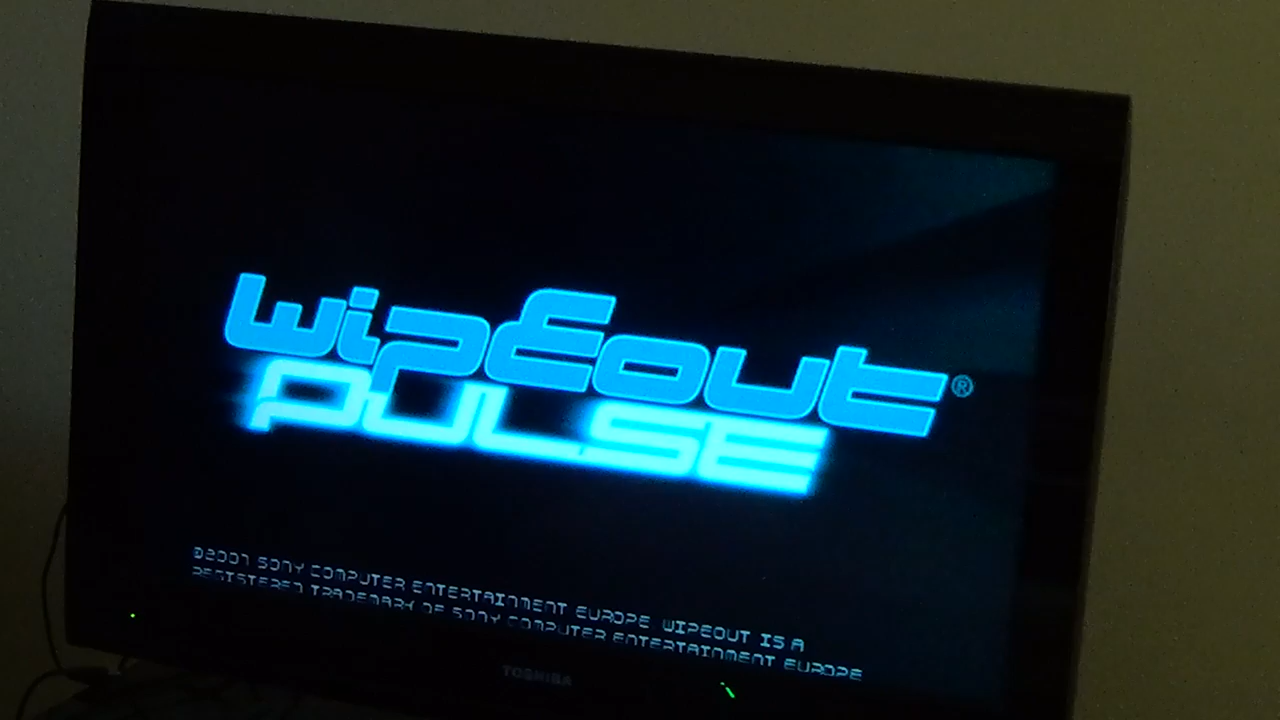 wipEout®
PULSE
©2007 SONY COMPUTER ENTERTAINMENT EUROPE. WIPEOUT IS A
REGISTERED TRADEMARK OF SONY COMPUTER ENTERTAINMENT EUROPE
TOSHIBA